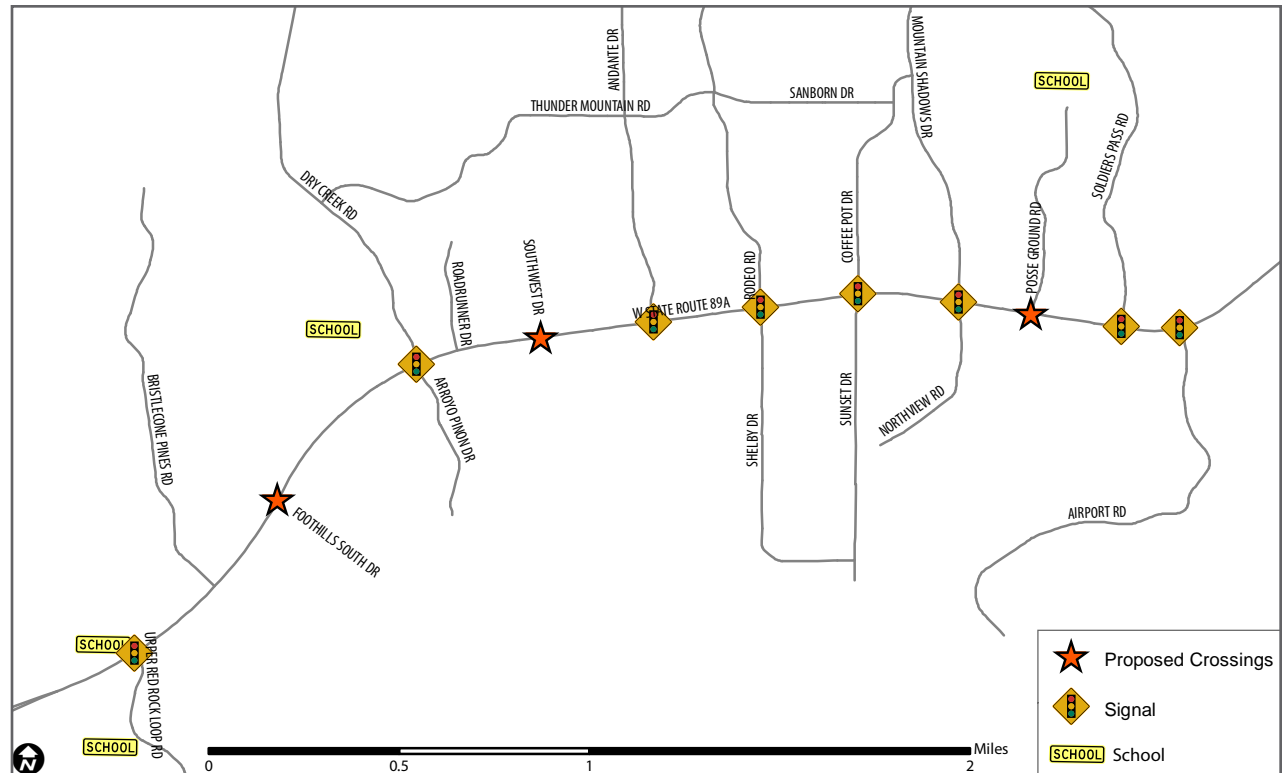 ANDANTE DR
MOUNTAIN SHADOWS DR
SCHOOL
SANBORN DR
THUNDER MOUNTAIN RD
SOLDIERS PASS RD
DRY CREEK RD
COFFEE POT DR
POSSE GROUND RD
SOUTHWEST DR
ROADRUNNER DR
RODEO RD
W STATE ROUTE 89A
SCHOOL
BRISTLECONE PINES RD
ARROYO PINON DR
SHELBY DR
SUNSET DR
NORTHVIEW RD
AIRPORT RD
FOOTHILLS SOUTH DR
SCHOOL
UPPER RED ROCK LOOP RD
SCHOOL
Proposed Crossings
Signal
SCHOOL School
N
Miles
0 0.5 1 2